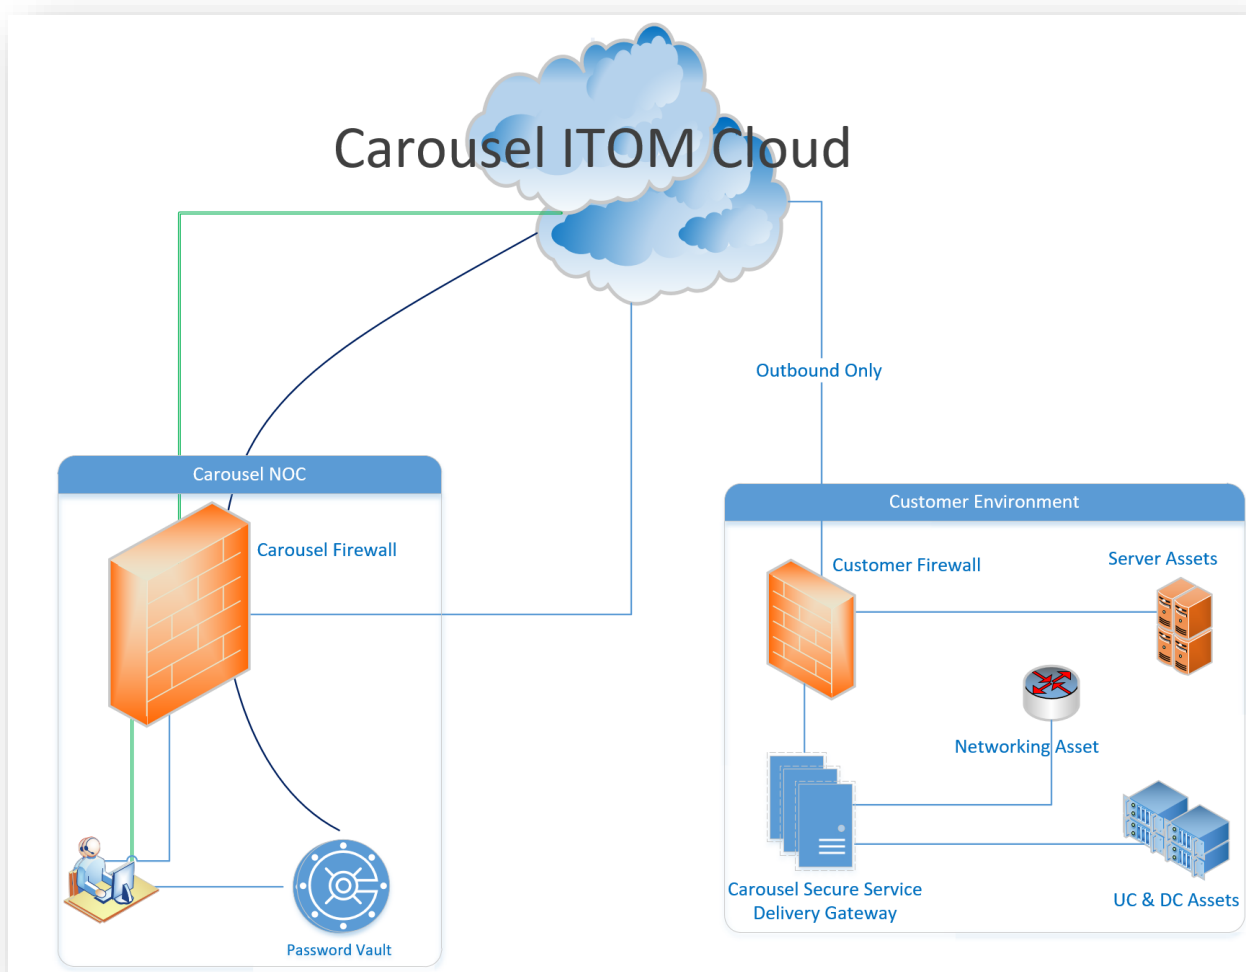 Carousel ITOM Cloud
Outbound Only
Carousel NOC
Carousel Firewall
Password Vault
Customer Environment
Customer Firewall
Server Assets
Networking Asset
Carousel Secure Service
Delivery Gateway
UC & DC Assets